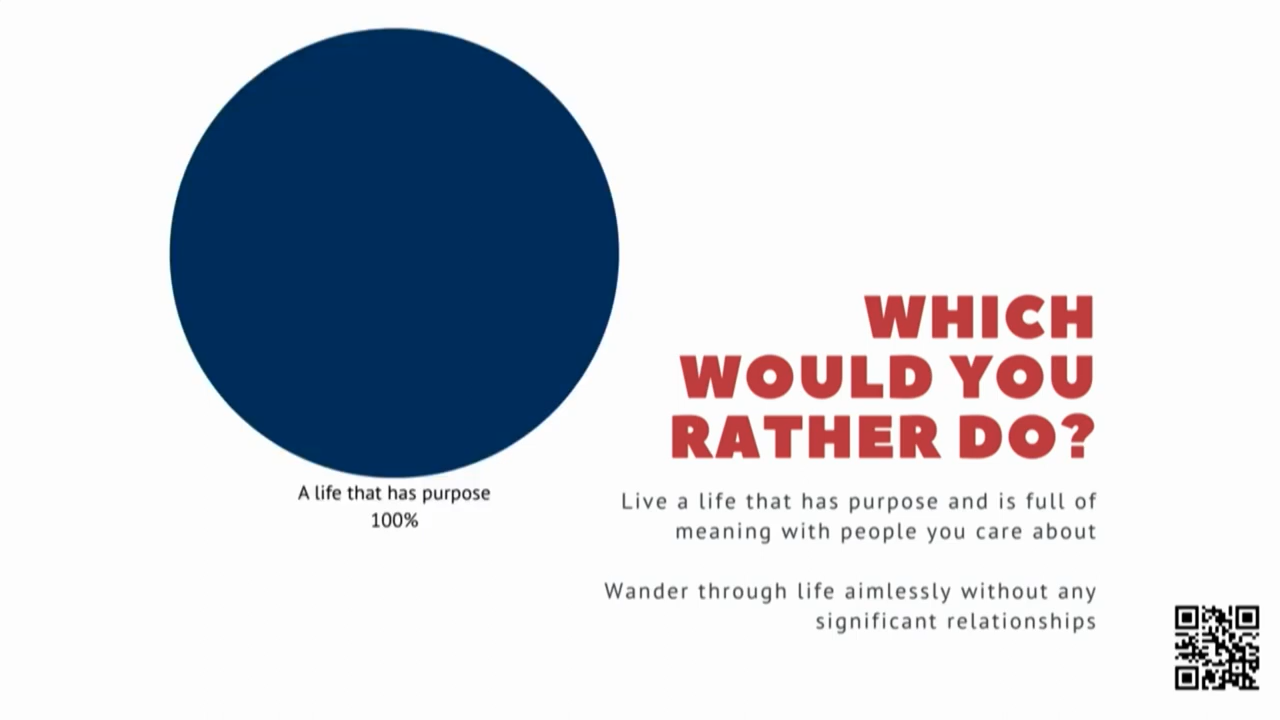 WHICH
WOULD YOU
RATHER DO?
A life that has purpose
100%
Live a life that has purpose and is full of
meaning with people you care about
Wander through life aimlessly without any
significant relationships